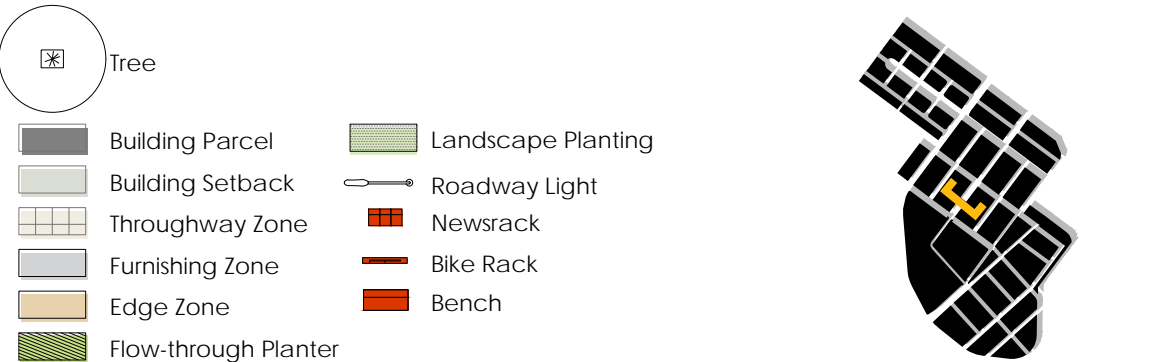 Tree
Building Parcel
Building Setback
Throughway Zone
Furnishing Zone
Edge Zone
Flow-through Planter
Landscape Planting
Roadway Light
Newsrack
Bike Rack
Bench